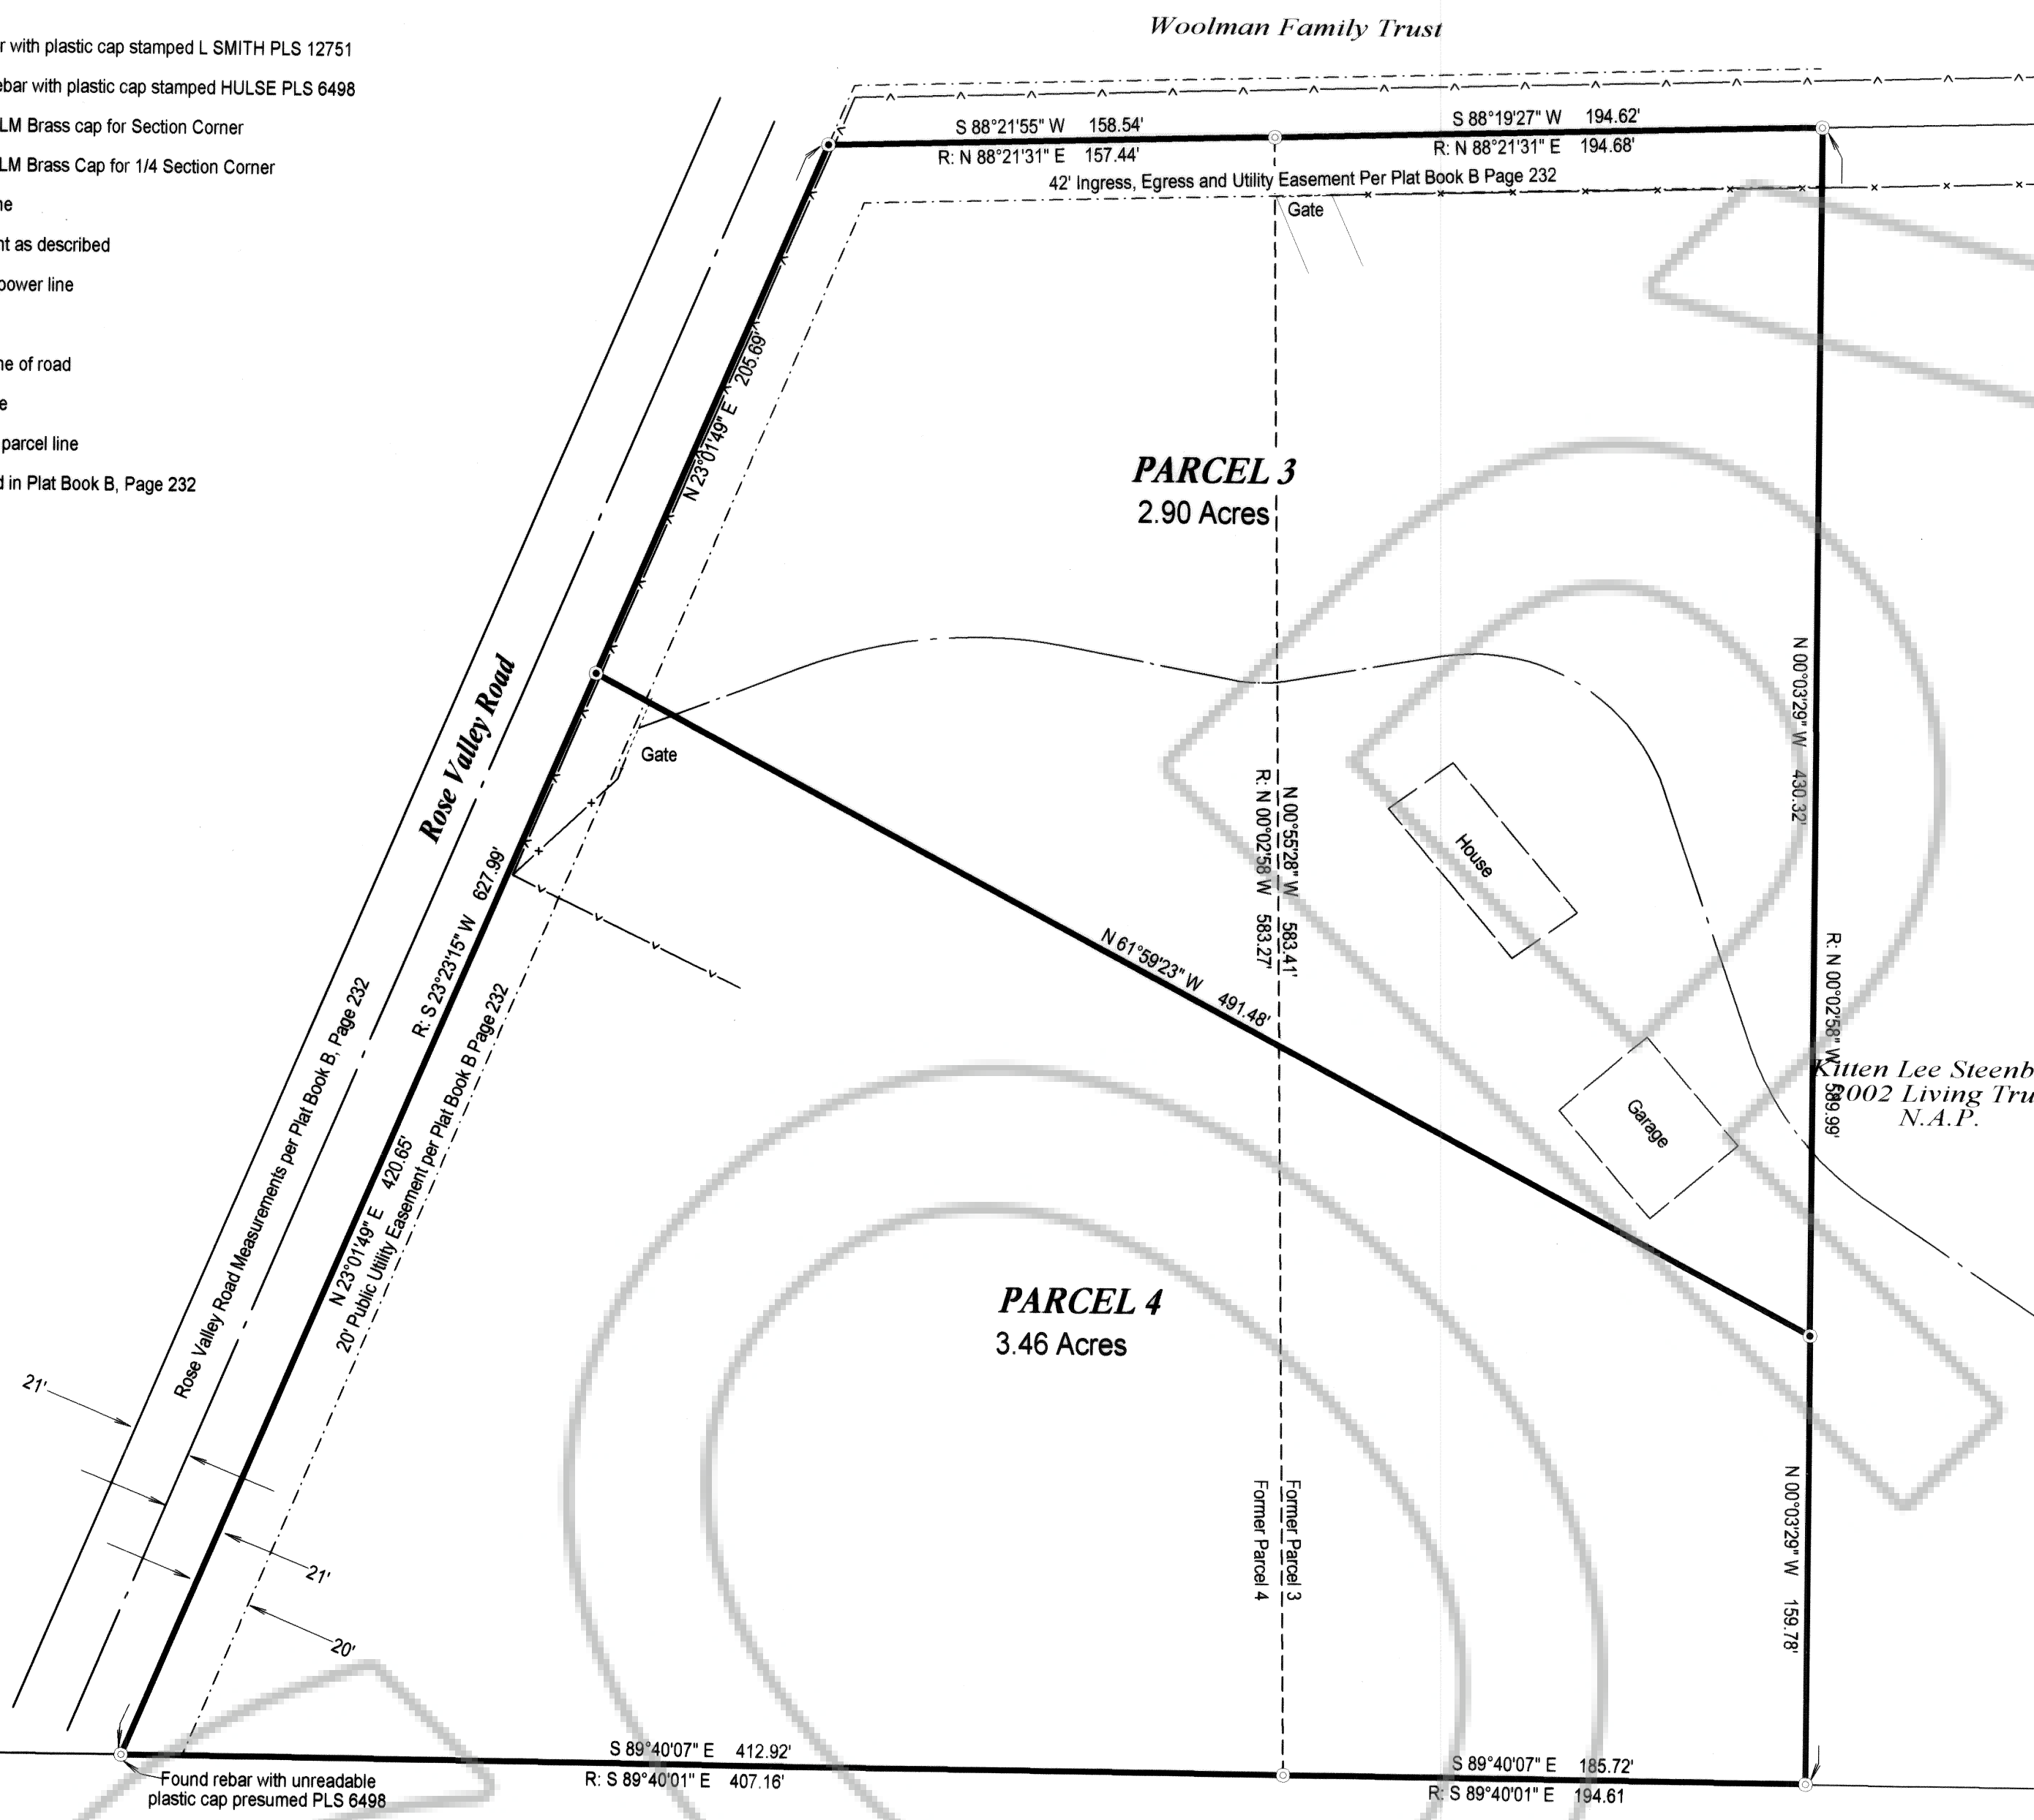 Woolman Family Trust
r with plastic cap stamped L SMITH PLS 12751
ebar with plastic cap stamped HULSE PLS 6498
LM Brass cap for Section Corner
LM Brass Cap for 1/4 Section Corner
ne
nt as described
power line
ne of road
e
parcel line
d in Plat Book B, Page 232
S 88°21'55" W 158.54'
R: N 88°21'31" E 157.44'
S 88°19'27" W 194.62'
R: N 88°21'31" E 194.68'
42' Ingress, Egress and Utility Easement Per Plat Book B Page 232
Gate
N 23°01'49" E 205.69'
PARCEL 3
2.90 Acres
Rose Valley Road
Gate
N 00°03'29" W 430.32'
R: N 00°02'58" W 589.99'
N 00°55'28" W 583.41'
R: N 00°02'58 W 583.27'
House
R: S 23°23'15" W 627.99'
N 61°59'23" W 491.48'
Rose Valley Road Measurements per Plat Book B, Page 232
20' Public Utility Easement per Plat Book B Page 232
N 23°01'49" E 420.65'
Kitten Lee Steenb
2002 Living Tru
N.A.P.
Garage
PARCEL 4
3.46 Acres
21'
21'
20'
Former Parcel 3
Former Parcel 4
N 00°03'29" W 159.78'
S 89°40'07" E 412.92'
R: S 89°40'01" E 407.16'
S 89°40'07" E 185.72'
R: S 89°40'01" E 194.61
Found rebar with unreadable
plastic cap presumed PLS 6498